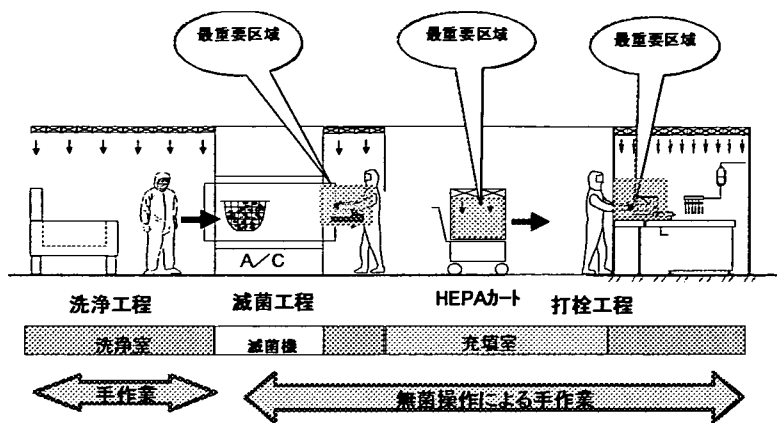 最重要区域
最重要区域
最重要区域
A／C
洗浄工程
滅菌工程
HEPAカート
打栓工程
洗浄室
滅菌機
充填室
手作業
無菌操作による手作業